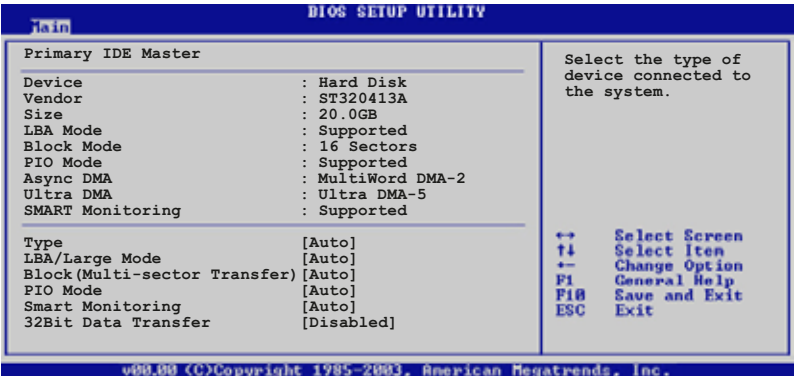 BIOS SETUP UTILITY
Main
Primary IDE Master
Device : Hard Disk
Vendor : ST320413A
Size : 20.0GB
LBA Mode : Supported
Block Mode : 16 Sectors
PIO Mode : Supported
Async DMA : MultiWord DMA-2
Ultra DMA : Ultra DMA-5
SMART Monitoring : Supported
Type [Auto]
LBA/Large Mode [Auto]
Block(Multi-sector Transfer) [Auto]
PIO Mode [Auto]
Smart Monitoring [Auto]
32Bit Data Transfer [Disabled]
Select the type of
device connected to
the system.
↔ Select Screen
↑↓ Select Item
+- Change Option
F1 General Help
F10 Save and Exit
ESC Exit
v00.00 (C)Copyright 1985-2003, American Megatrends, Inc.